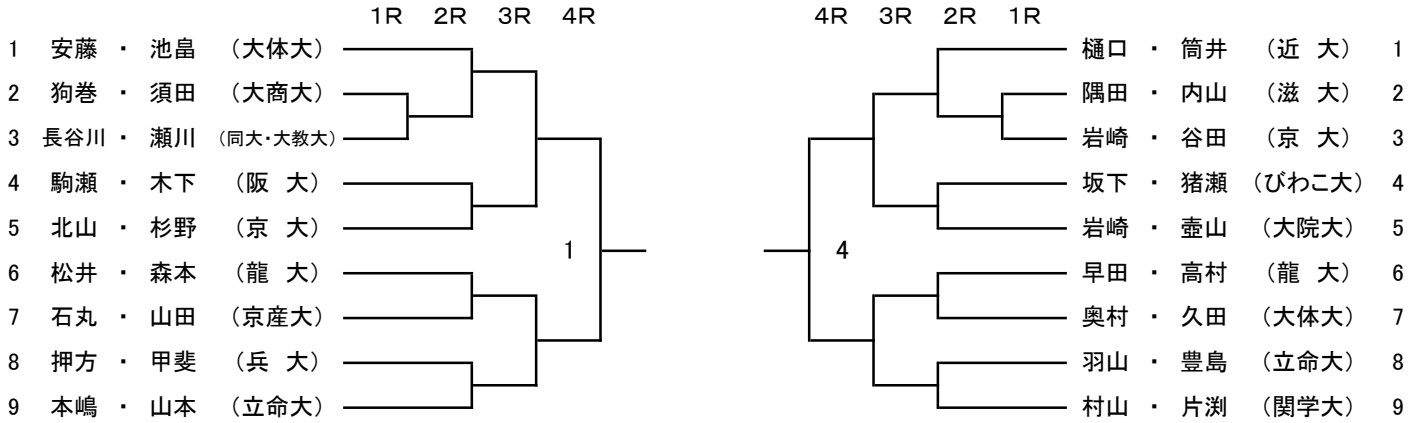 1R 2R 3R 4R
1 安藤 ・ 池畠 （大体大）
2 狗巻 ・ 須田 （大商大）
3 長谷川 ・ 瀬川 （同大・大教大）
4 駒瀬 ・ 木下 （阪 大）
5 北山 ・ 杉野 （京 大）
1
6 松井 ・ 森本 （龍 大）
7 石丸 ・ 山田 （京産大）
8 押方 ・ 甲斐 （兵 大）
9 本嶋 ・ 山本 （立命大）
4R 3R 2R 1R
樋口 ・ 筒井 （近 大） 1
隅田 ・ 内山 （滋 大） 2
岩崎 ・ 谷田 （京 大） 3
坂下 ・ 猪瀬 （びわこ大） 4
岩崎 ・ 壷山 （大院大） 5
4
早田 ・ 高村 （龍 大） 6
奥村 ・ 久田 （大体大） 7
羽山 ・ 豊島 （立命大） 8
村山 ・ 片渕 （関学大） 9